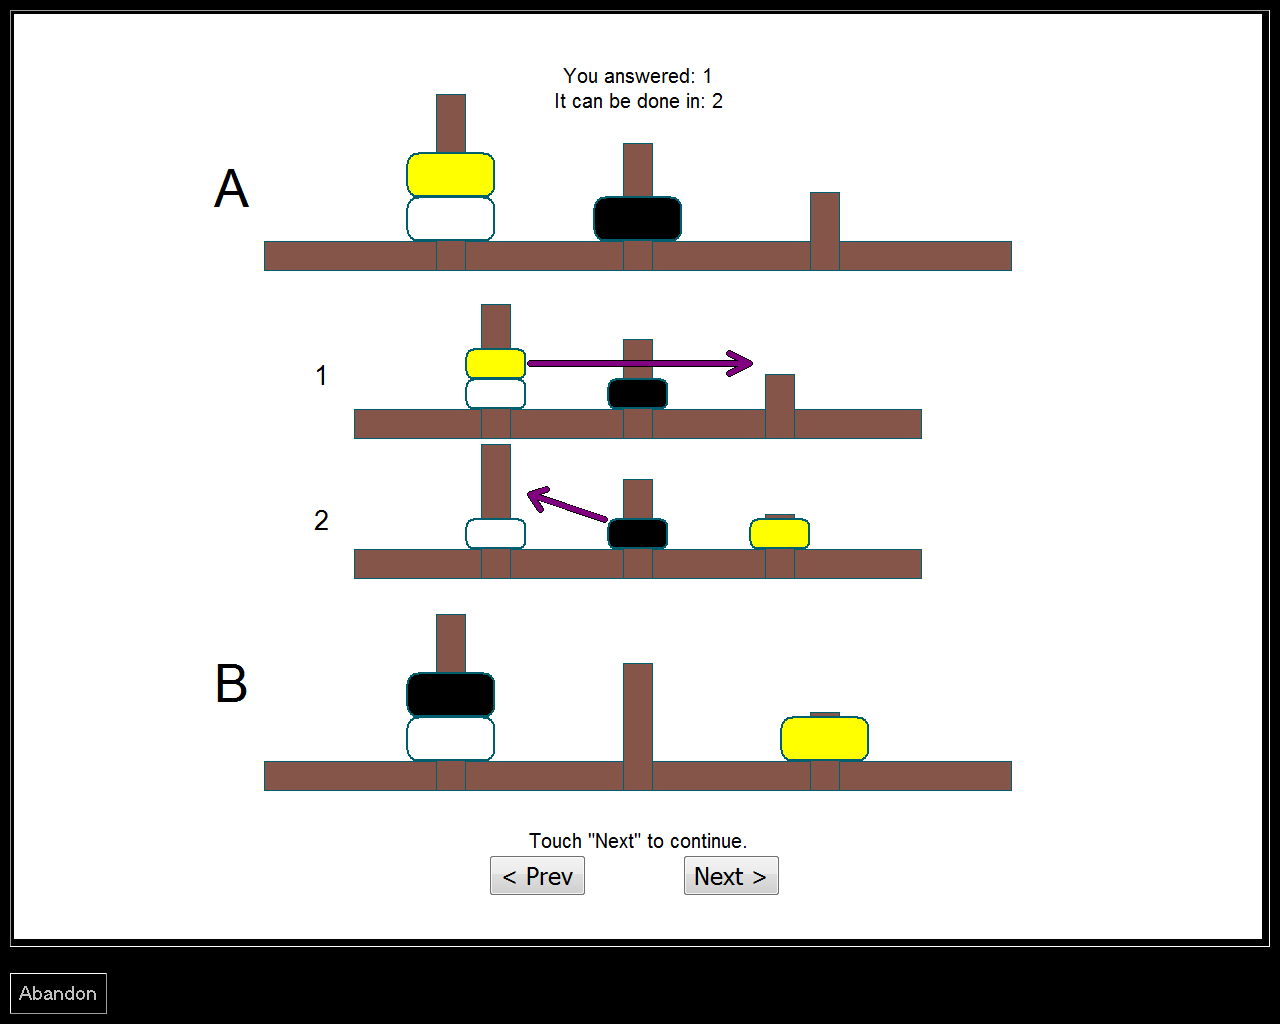 You answered: 1
It can be done in: 2
A
1
2
B
Touch "Next" to continue.
< Prev
Next >
Abandon